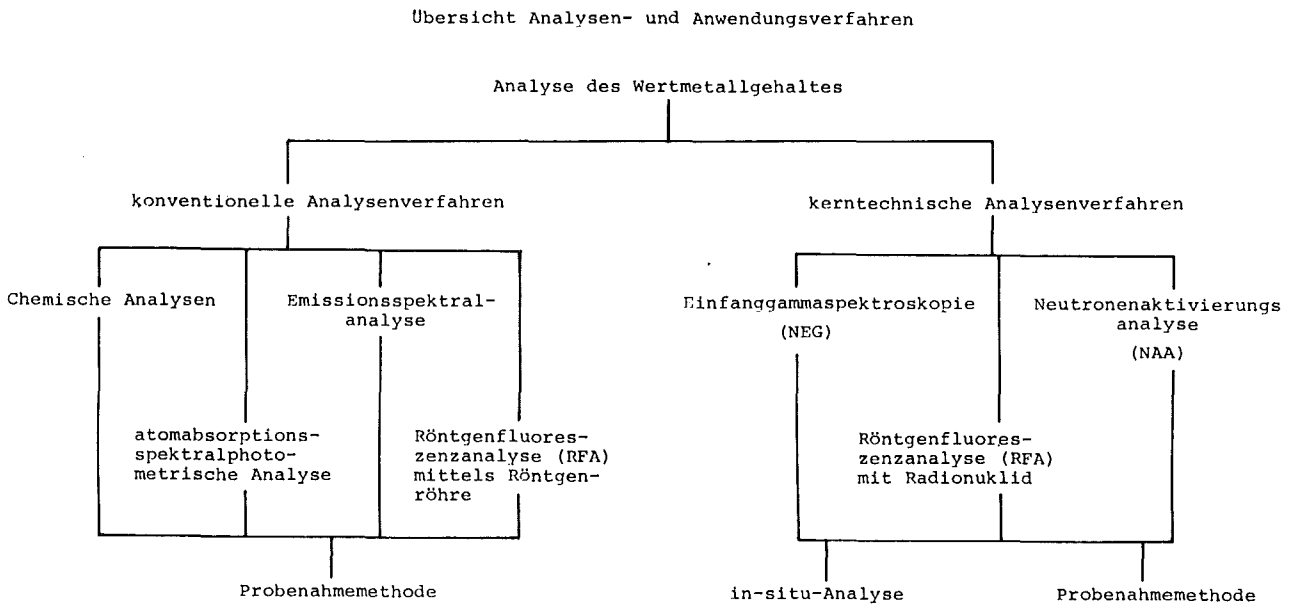 Übersicht Analysen- und Anwendungsverfahren
Analyse des Wertmetallgehaltes
konventionelle Analysenverfahren
kerntechnische Analysenverfahren
Chemische Analysen
Emissionsspektral-
analyse
Einfanggammaspektroskopie
(NEG)
Neutronenaktivierungs
analyse
(NAA)
atomabsorptions-
spektralphoto-
metrische Analyse
Röntgenfluores-
zenzanalyse (RFA)
mittels Röntgen-
röhre
Röntgenfluores-
zenzanalyse (RFA)
mit Radionuklid
Probenahmemethode
in-situ-Analyse
Probenahmemethode